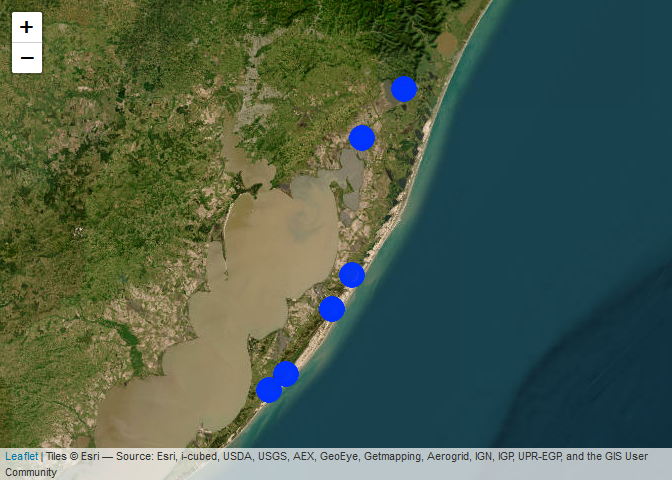 +
−
Leaflet | Tiles © Esri — Source: Esri, i-cubed, USDA, USGS, AEX, GeoEye, Getmapping, Aerogrid, IGN, IGP, UPR-EGP, and the GIS User
Community